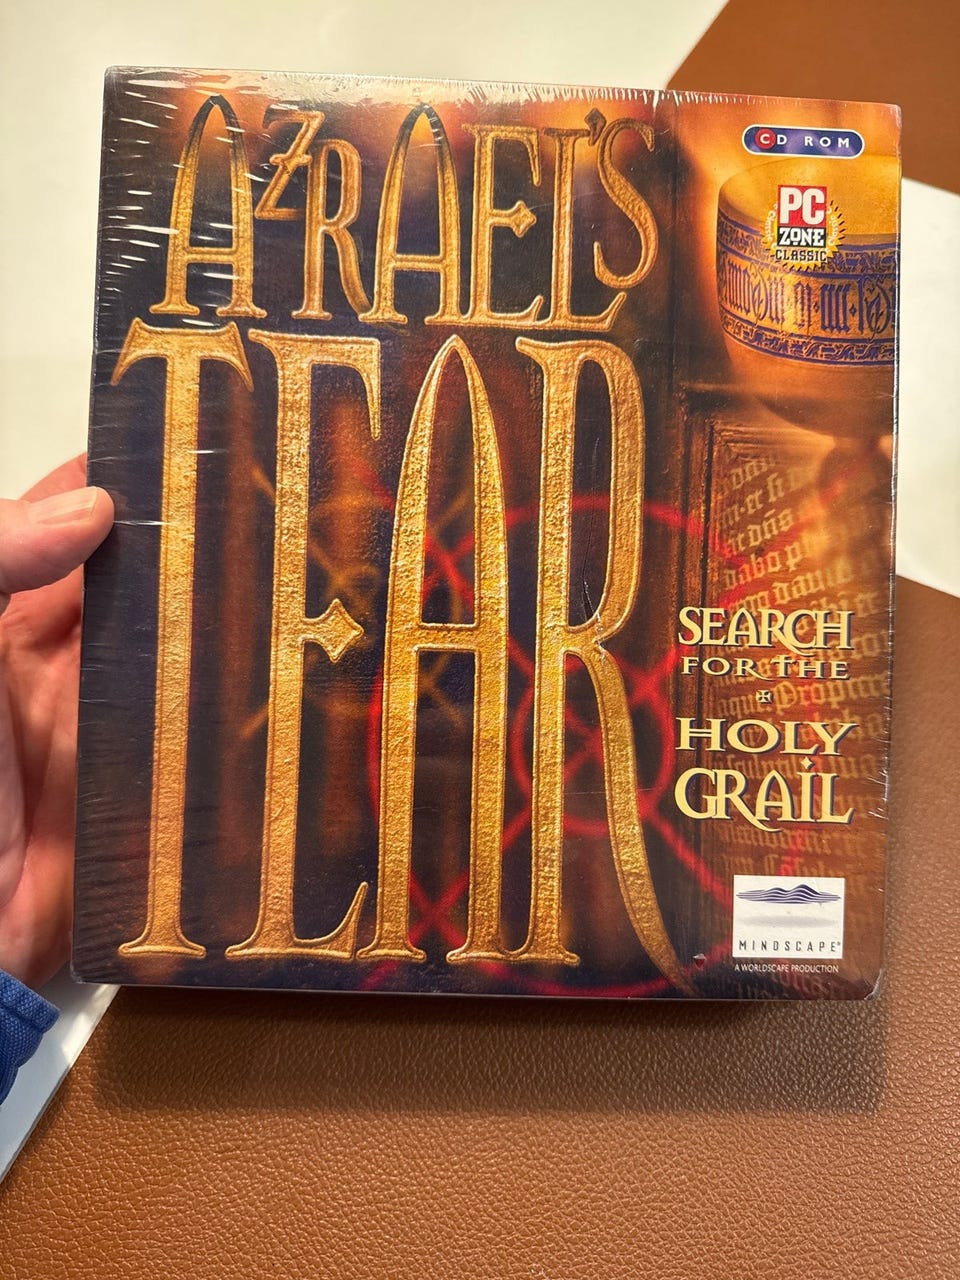 AZRAEL'S
TEAR
CD ROM
PC
ZONE
CLASSIC
SEARCH
FOR THE
HOLY
GRAIL
MINDSCAPE®
A WORLDSCAPE PRODUCTION